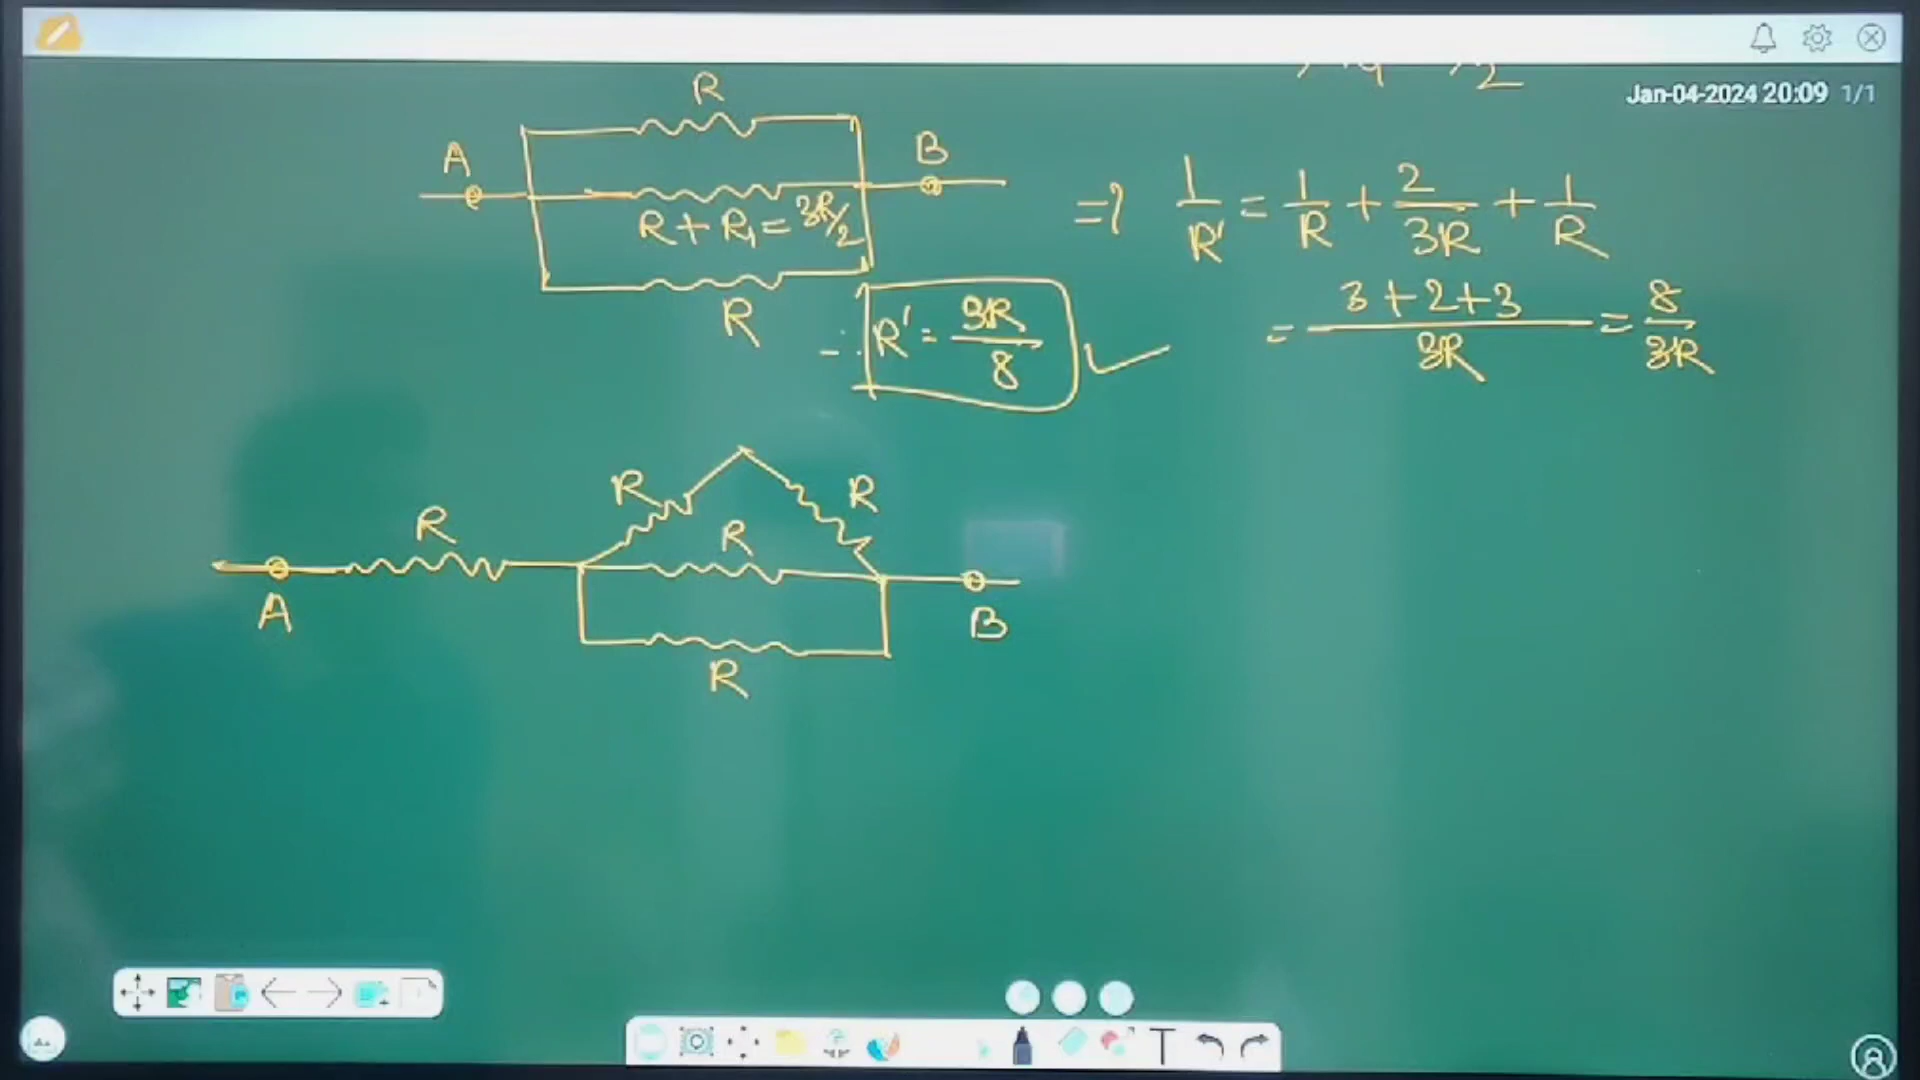 Jan-04-2024 20:09 1/1
R
A
B
R + R₁ = 3R/2
R
⇒ 1/R' = 1/R + 2/3R + 1/R
= 3+2+3/3R = 8/3R
∴ R' = 3R/8 ✓
R
R
R
R
A
B
R
T